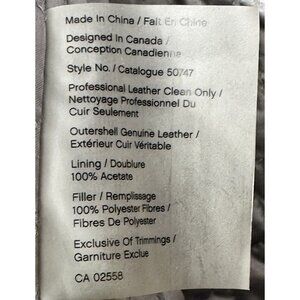 Made In China / Fait En Chine
Designed In Canada /
Conception Canadienne
Style No. / Catalogue 50747
Professional Leather Clean Only /
Nettoyage Professionnel Du
Cuir Seulement
Outershell Genuine Leather /
Extérieur Cuir Véritable
Lining / Doublure
100% Acetate
Filler / Remplissage
100% Polyester Fibres /
Fibres De Polyester
Exclusive Of Trimmings /
Garniture Exclue
CA 02558